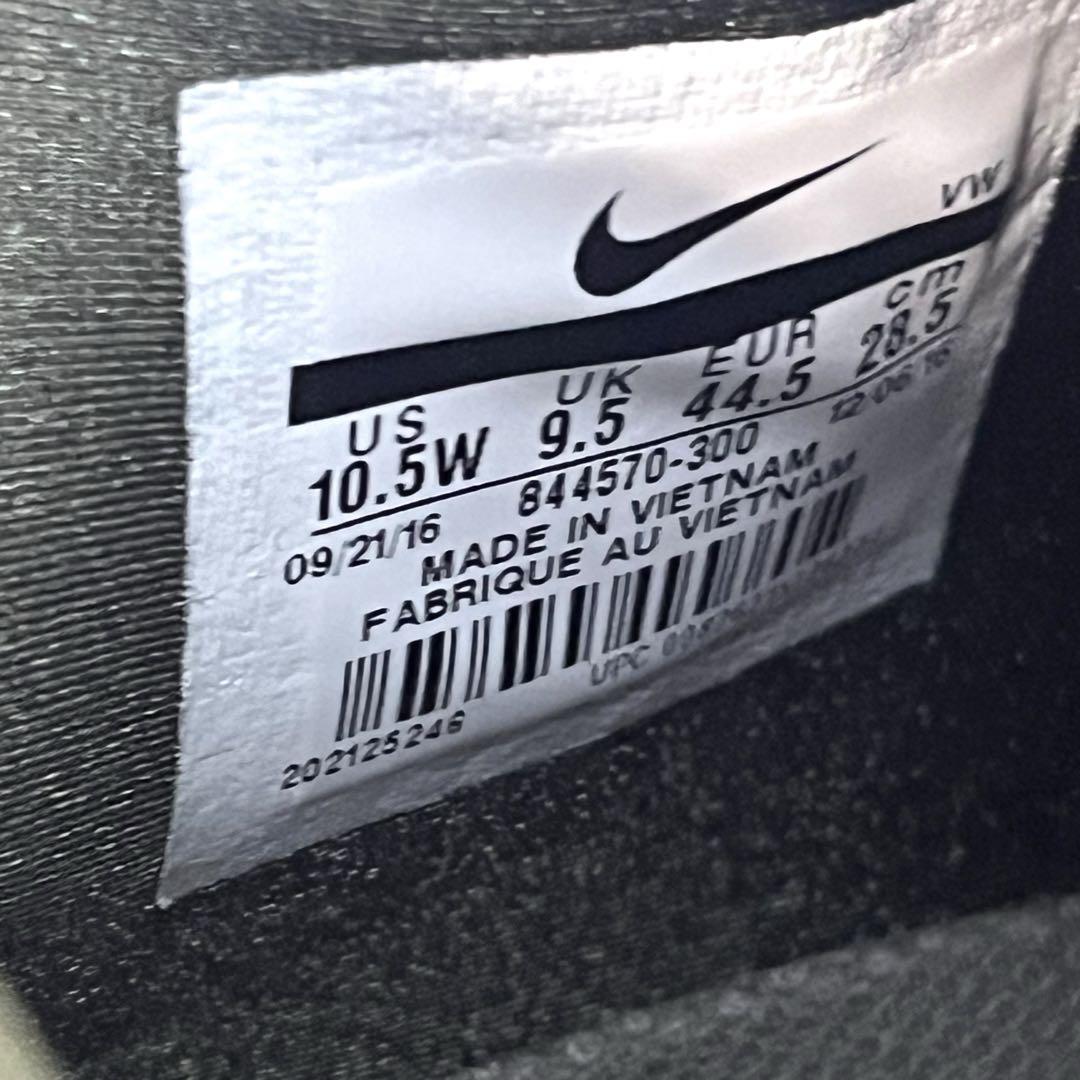 VW
US UK EUR cm
10.5W 9.5 44.5 28.5
09/21/16 844570-300 12/06/16
MADE IN VIETNAM
FABRIQUE AU VIETNAM
UPC
202125246